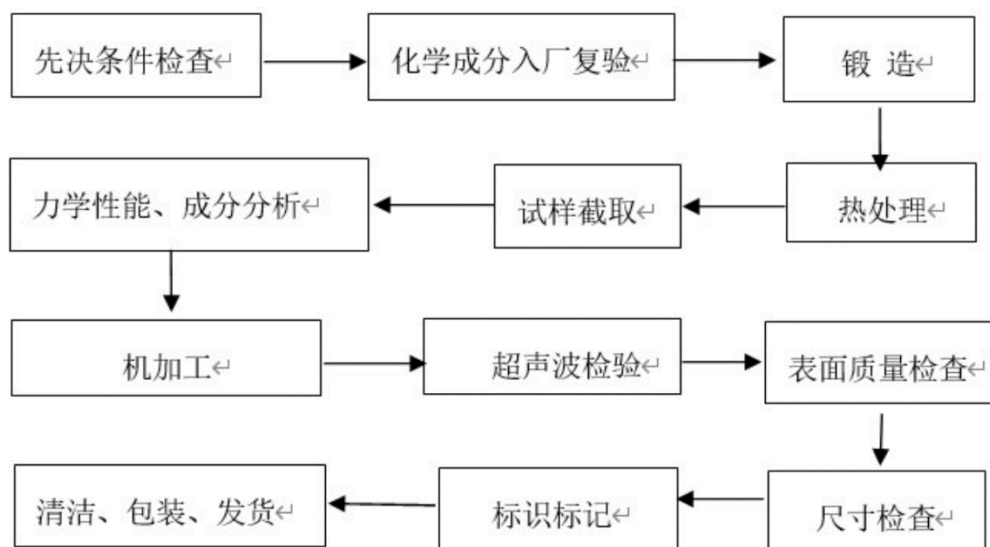 先决条件检查↵
化学成分入厂复验↵
锻 造↵
热处理↵
试样截取↵
力学性能、成分分析↵
机加工↵
超声波检验↵
表面质量检查↵
尺寸检查↵
标识标记↵
清洁、包装、发货↵